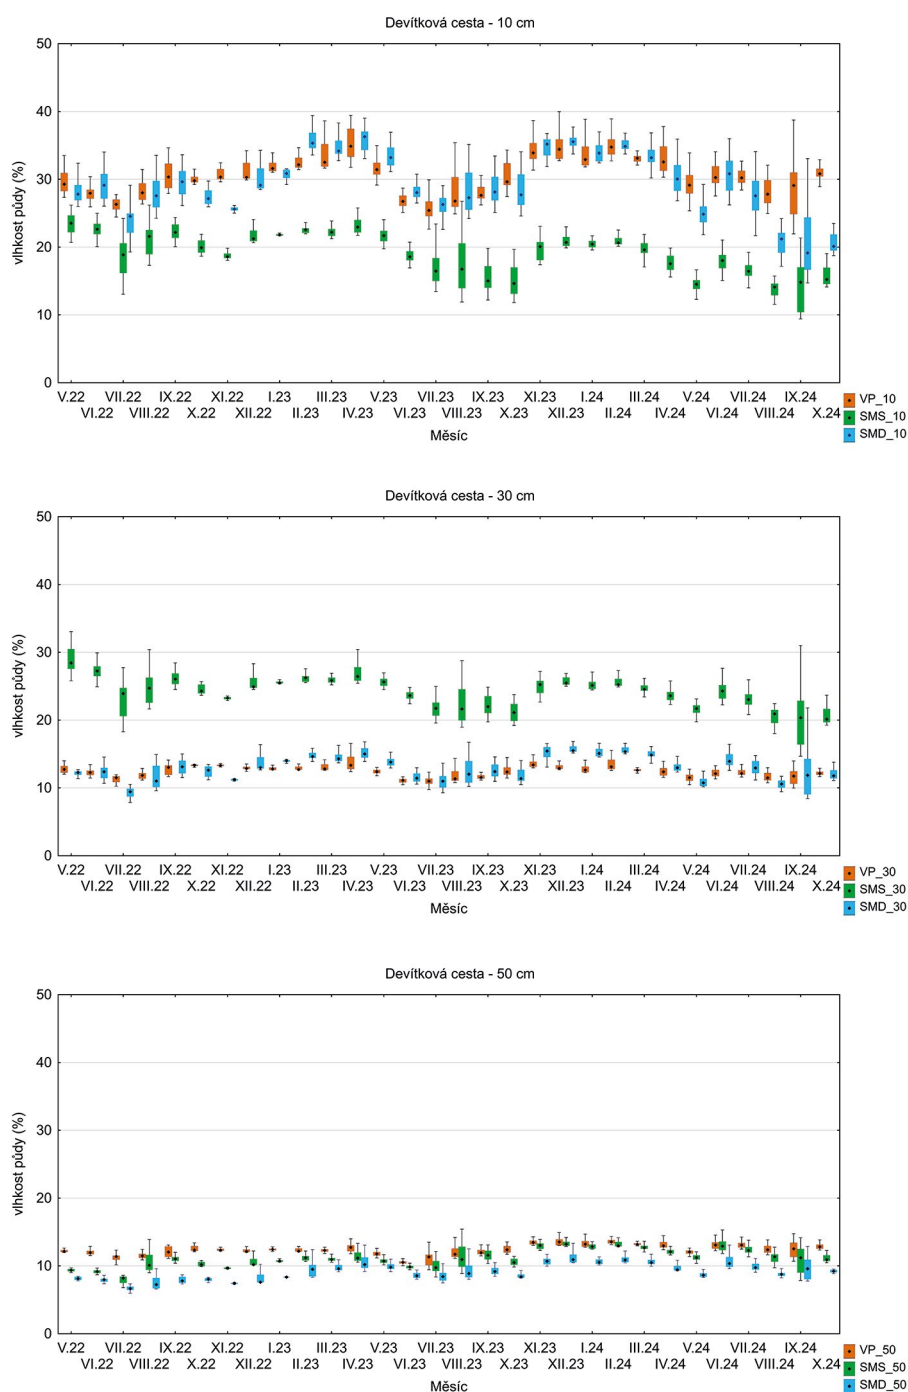 Devítková cesta - 10 cm
50
40
30
20
10
0
vlhkost půdy (%)
V.22 VII.22 IX.22 XI.22 I.23 III.23 V.23 VII.23 IX.23 XI.23 I.24 III.24 V.24 VII.24 IX.24
VI.22 VIII.22 X.22 XII.22 II.23 IV.23 VI.23 VIII.23 X.23 XII.23 II.24 IV.24 VI.24 VIII.24 X.24
Měsíc
VP_10
SMS_10
SMD_10
Devítková cesta - 30 cm
50
40
30
20
10
0
vlhkost půdy (%)
V.22 VII.22 IX.22 XI.22 I.23 III.23 V.23 VII.23 IX.23 XI.23 I.24 III.24 V.24 VII.24 IX.24
VI.22 VIII.22 X.22 XII.22 II.23 IV.23 VI.23 VIII.23 X.23 XII.23 II.24 IV.24 VI.24 VIII.24 X.24
Měsíc
VP_30
SMS_30
SMD_30
Devítková cesta - 50 cm
50
40
30
20
10
0
vlhkost půdy (%)
V.22 VII.22 IX.22 XI.22 I.23 III.23 V.23 VII.23 IX.23 XI.23 I.24 III.24 V.24 VII.24 IX.24
VI.22 VIII.22 X.22 XII.22 II.23 IV.23 VI.23 VIII.23 X.23 XII.23 II.24 IV.24 VI.24 VIII.24 X.24
Měsíc
VP_50
SMS_50
SMD_50